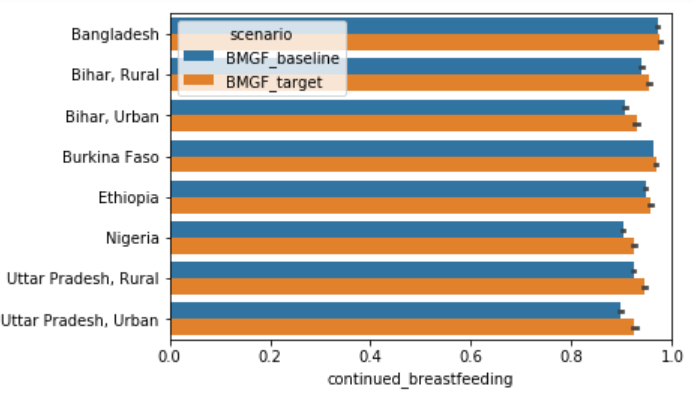 Bangladesh
Bihar, Rural
Bihar, Urban
Burkina Faso
Ethiopia
Nigeria
Uttar Pradesh, Rural
Uttar Pradesh, Urban
scenario
BMGF_baseline
BMGF_target
0.0 0.2 0.4 0.6 0.8 1.0
continued_breastfeeding